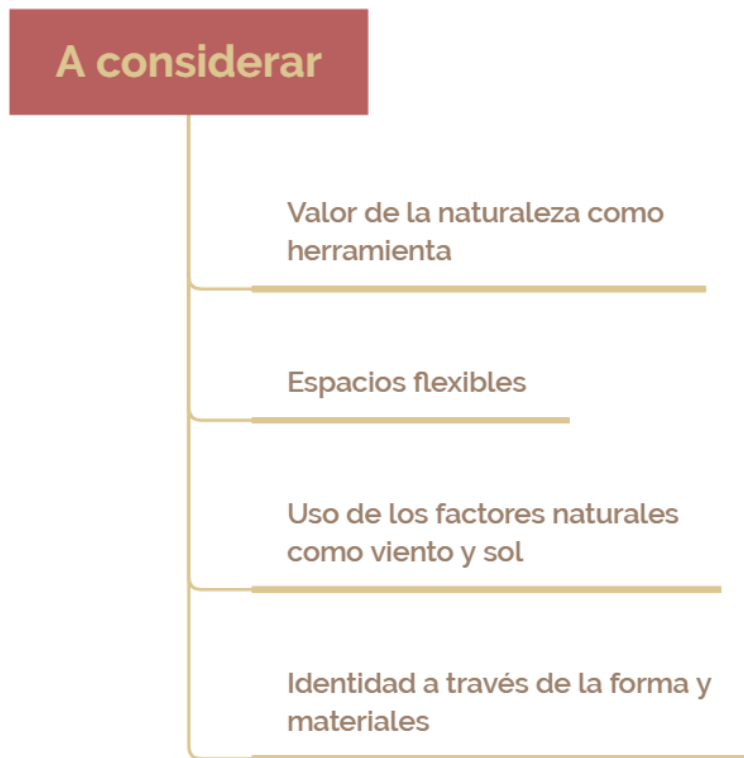 A considerar
Valor de la naturaleza como
herramienta
Espacios flexibles
Uso de los factores naturales
como viento y sol
Identidad a través de la forma y
materiales